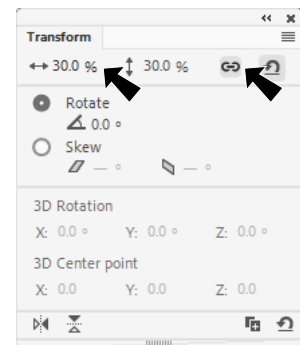 Transform
30.0 % 30.0 %
Rotate
0.0 °
Skew
— ° — °
3D Rotation
X: 0.0 ° Y: 0.0 ° Z: 0.0 °
3D Center point
X: 0.0 Y: 0.0 Z: 0.0